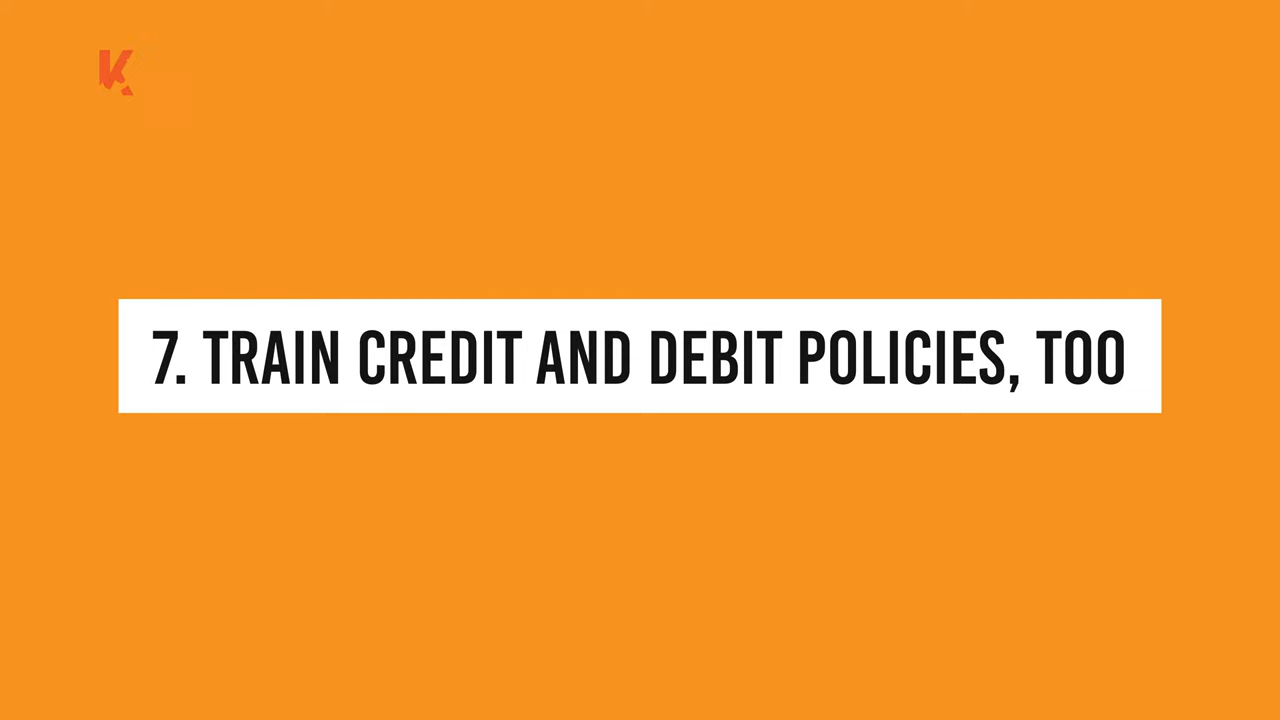 K
7. TRAIN CREDIT AND DEBIT POLICIES, TOO